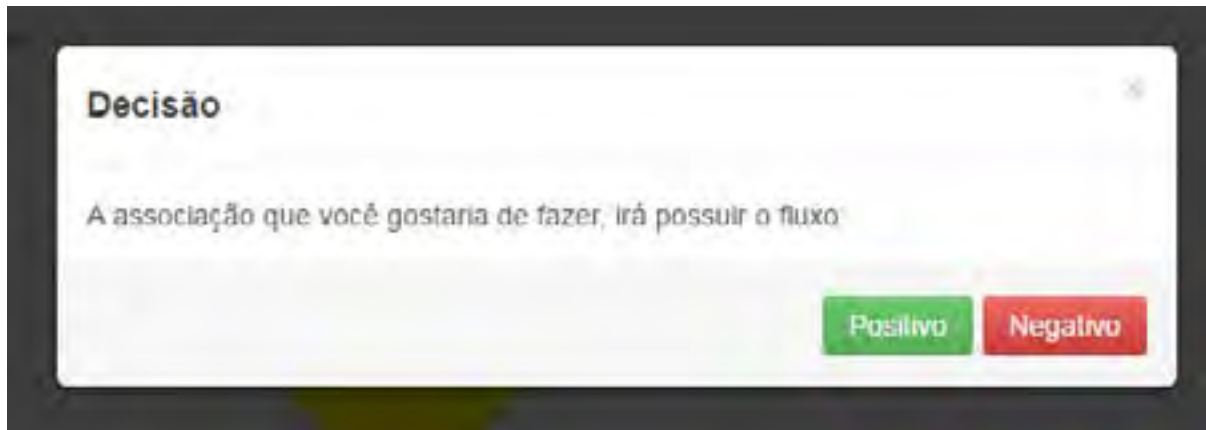 Decisão
A associação que você gostaria de fazer, irá possuir o fluxo
Positivo Negativo